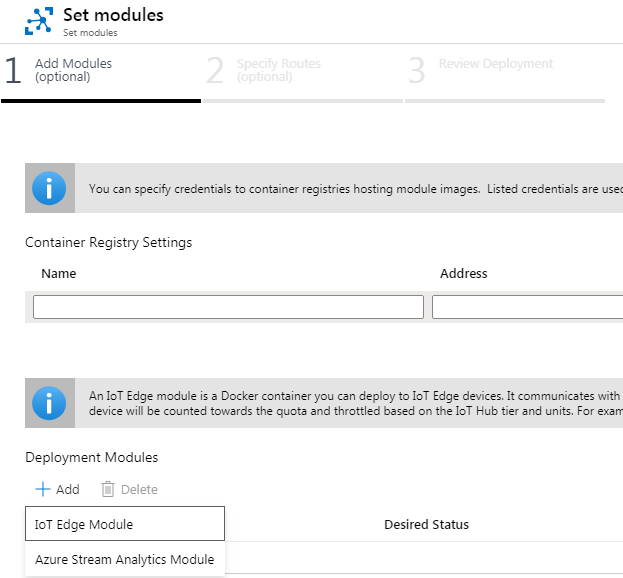 Set modules
Set modules
1 Add Modules (optional)
2 Specify Routes (optional)
3 Review Deployment
You can specify credentials to container registries hosting module images. Listed credentials are used
Container Registry Settings
Name Address
An IoT Edge module is a Docker container you can deploy to IoT Edge devices. It communicates with
device will be counted towards the quota and throttled based on the IoT Hub tier and units. For exam
Deployment Modules
Add Delete
IoT Edge Module
Desired Status
Azure Stream Analytics Module